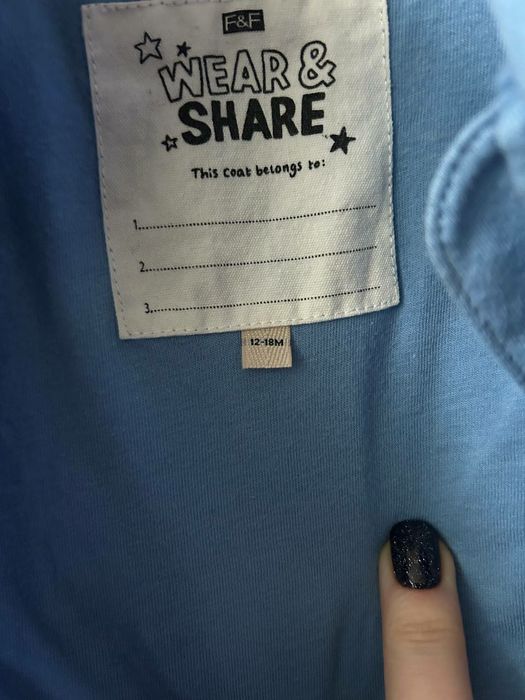 F&F
WEAR &
SHARE
This coat belongs to:
1.
2.
3.
12-18M